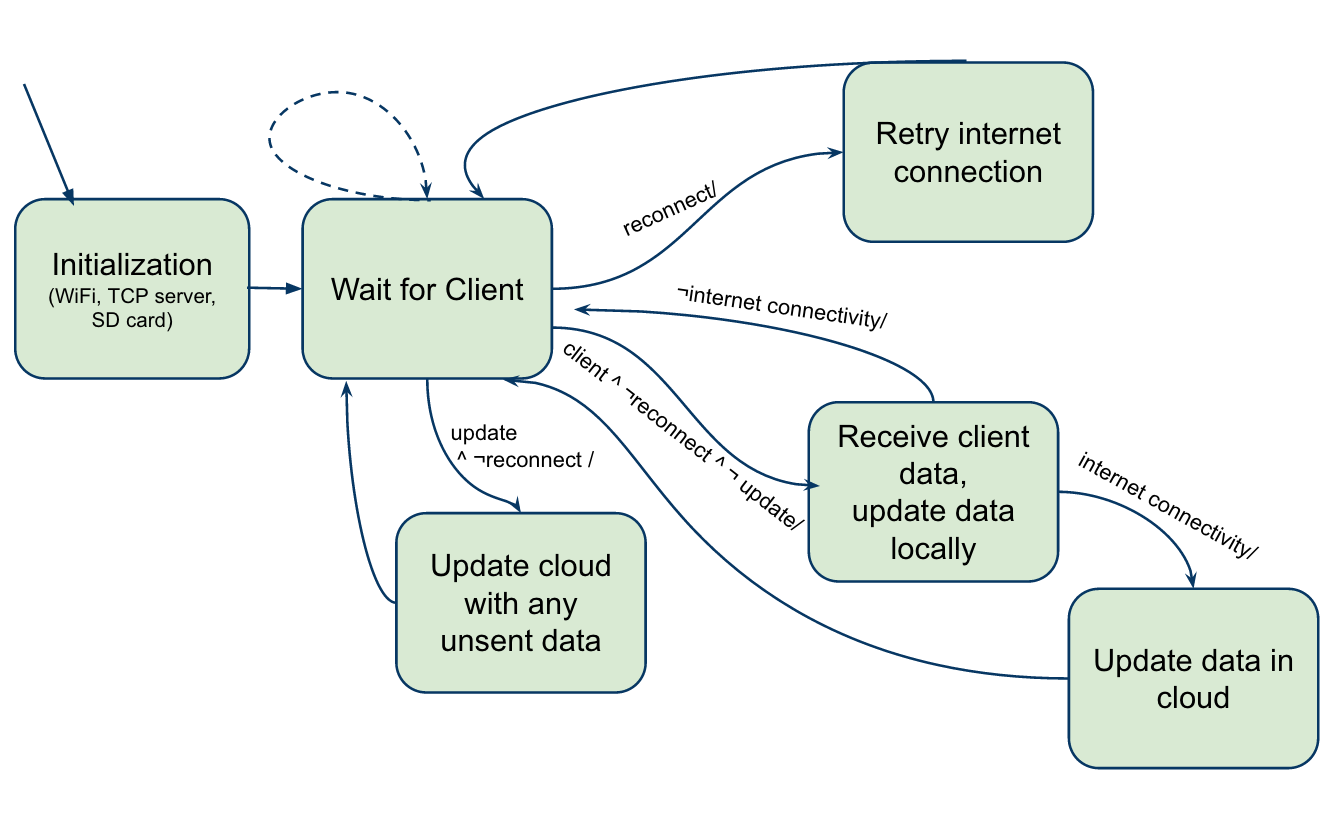 Retry internet
connection
reconnect/
Initialization
(WiFi, TCP server,
SD card)
Wait for Client
¬internet connectivity/
client ^ ¬reconnect ^ ¬ update/
update
^ ¬reconnect /
Receive client
data,
update data
locally
internet connectivity/
Update cloud
with any
unsent data
Update data in
cloud